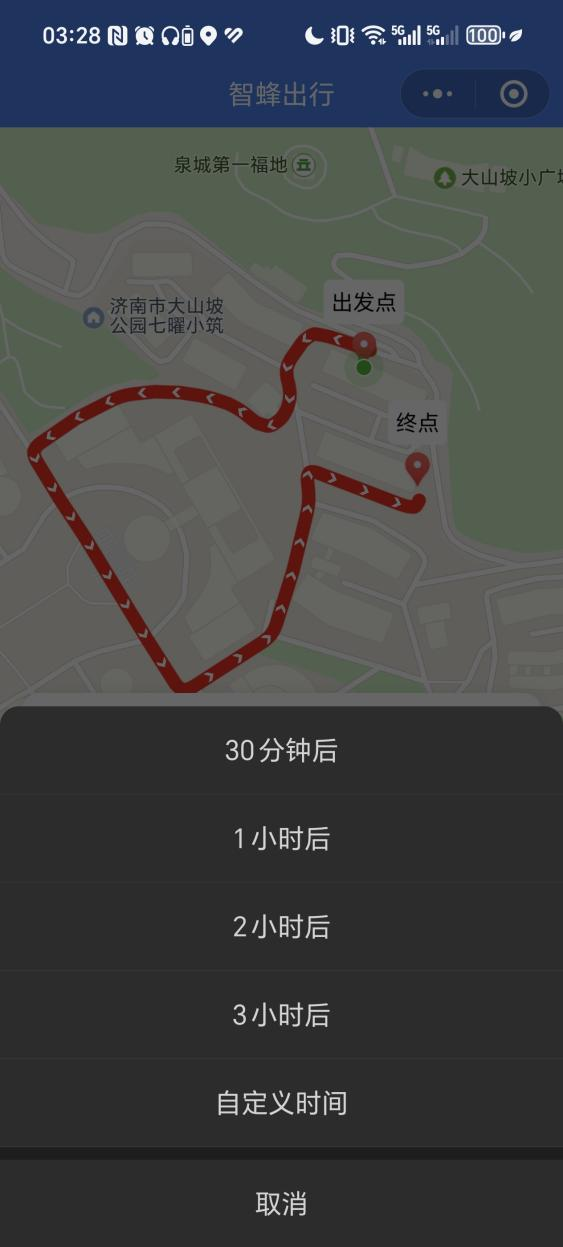 03:28
5G 5G 100
智蜂出行
泉城第一福地
大山坡小广
济南市大山坡
公园七曜小筑
出发点
终点
30分钟后
1小时后
2小时后
3小时后
自定义时间
取消